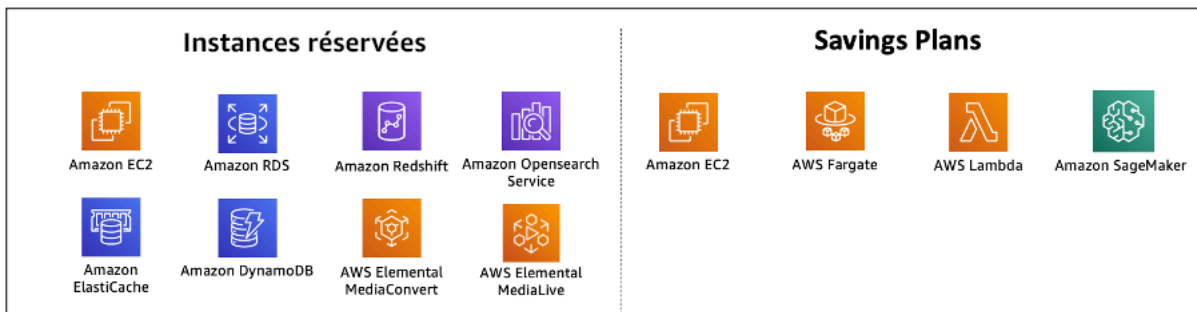 Instances réservées
Savings Plans
Amazon EC2
Amazon RDS
Amazon Redshift
Amazon Opensearch
Service
Amazon EC2
AWS Fargate
AWS Lambda
Amazon SageMaker
Amazon
ElastiCache
Amazon DynamoDB
AWS Elemental
MediaConvert
AWS Elemental
MediaLive